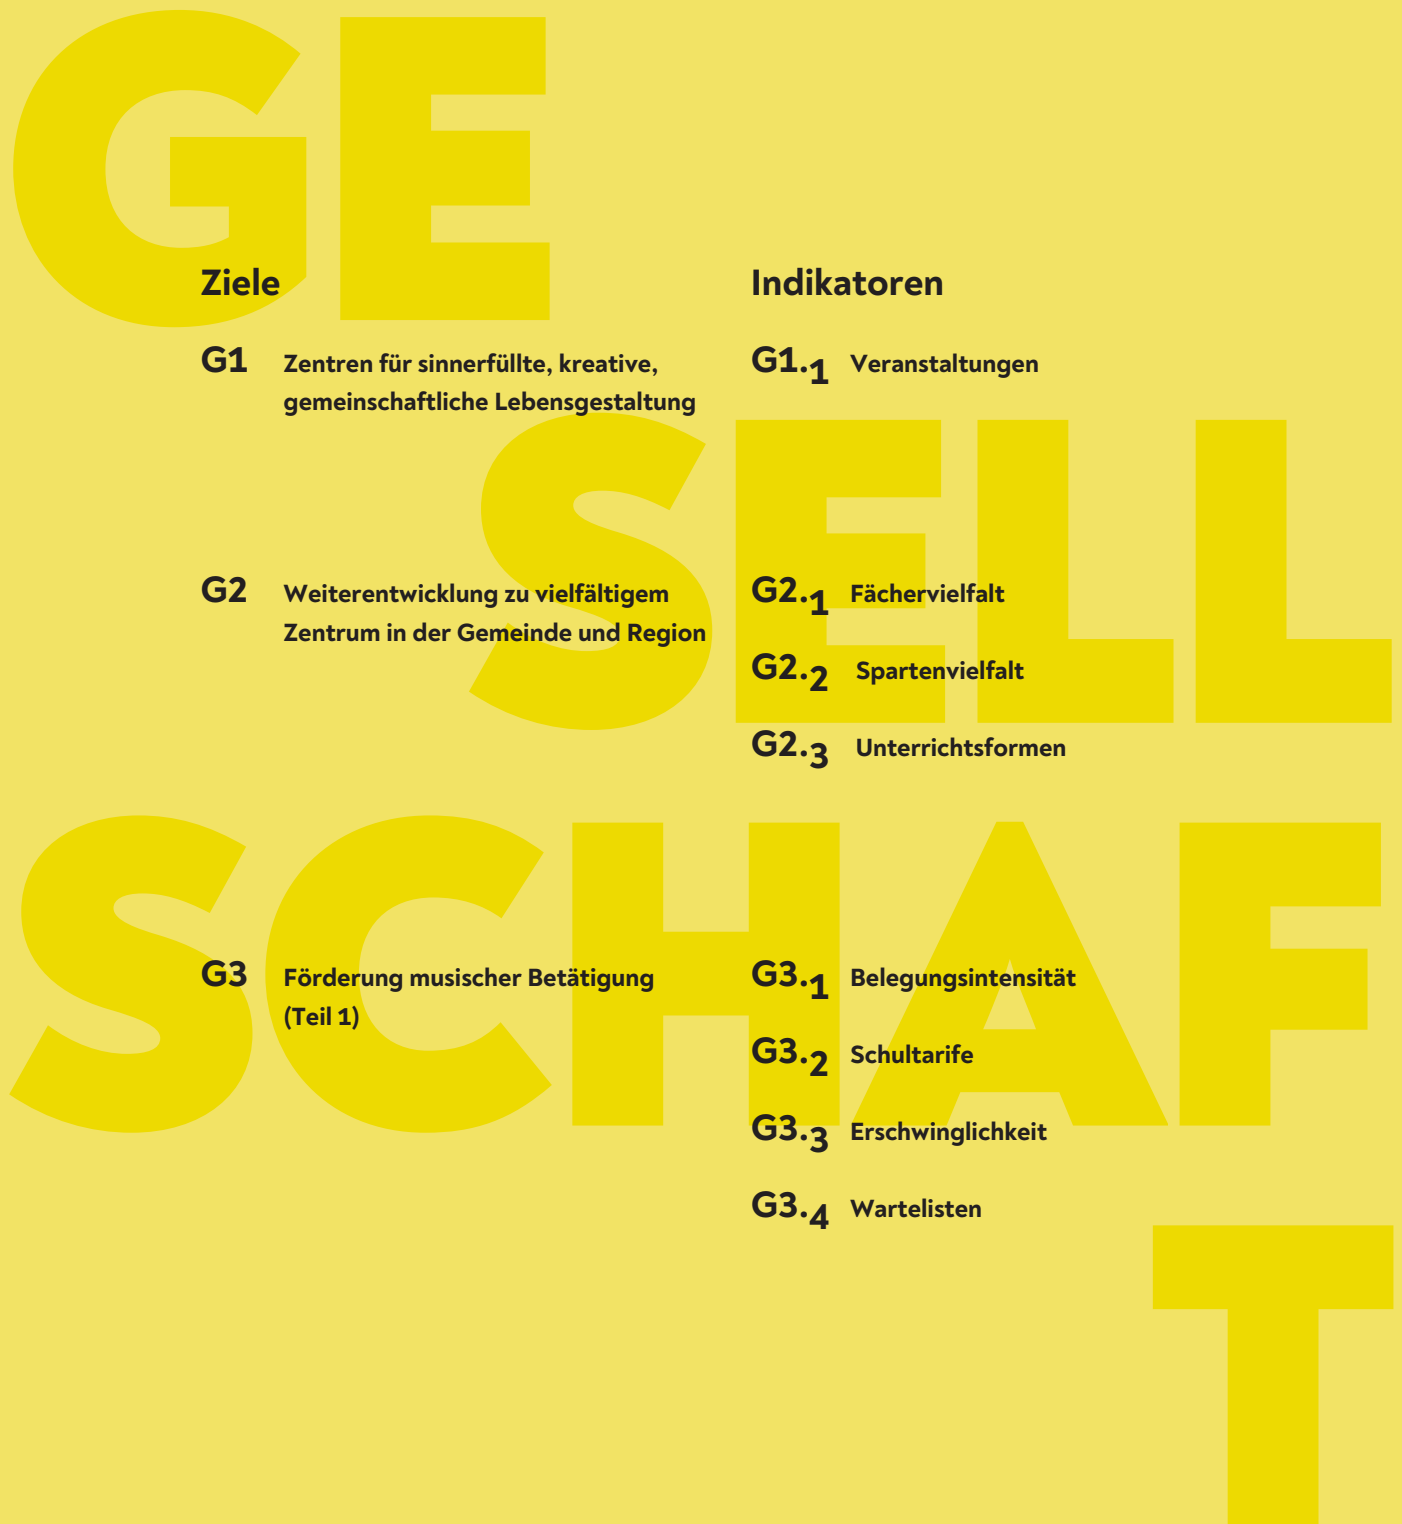 GE
Ziele
Indikatoren
G1 Zentren für sinnerfüllte, kreative,
gemeinschaftliche Lebensgestaltung
G1.1 Veranstaltungen
SELL
G2 Weiterentwicklung zu vielfältigem
Zentrum in der Gemeinde und Region
G2.1 Fächervielfalt
G2.2 Spartenvielfalt
G2.3 Unterrichtsformen
SCHAF
G3 Förderung musischer Betätigung
(Teil 1)
G3.1 Belegungsintensität
G3.2 Schultarife
G3.3 Erschwinglichkeit
G3.4 Wartelisten
T